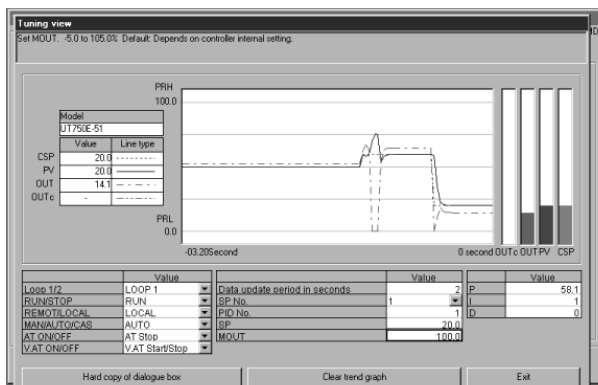 Tuning view
Set MOUT. -5.0 to 105.0% Default: Depends on controller internal setting.
PRH
100.0
Model
UT750E-51
Value Line type
CSP 20.0
PV 20.0
OUT 14.1
OUTc -
PRL
0.0
-03.20Second 0 second OUTc OUT PV CSP
Value Value Value
Loop 1/2 LOOP 1 Data update period in seconds 2 P 58.1
RUN/STOP RUN SP No. 1 I 1
REMOT/LOCAL LOCAL PID No. 1 D 0
MAN/AUTO/CAS AUTO SP 20.0
AT ON/OFF AT Stop MOUT 100.0
V.AT ON/OFF V.AT Start/Stop
Hard copy of dialogue box Clear trend graph Exit